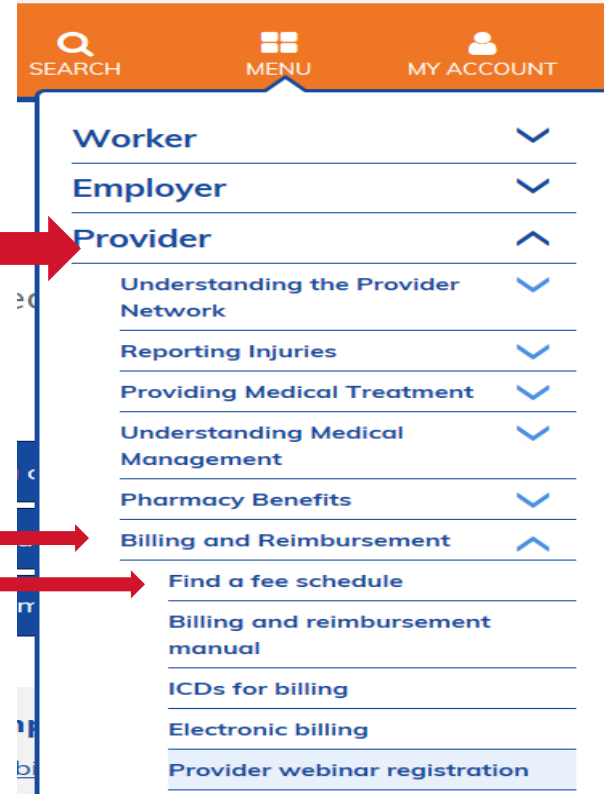 SEARCH
MENU
MY ACCOUNT
Worker
Employer
Provider
Understanding the Provider
Network
Reporting Injuries
Providing Medical Treatment
Understanding Medical
Management
Pharmacy Benefits
Billing and Reimbursement
Find a fee schedule
Billing and reimbursement
manual
ICDs for billing
Electronic billing
Provider webinar registration